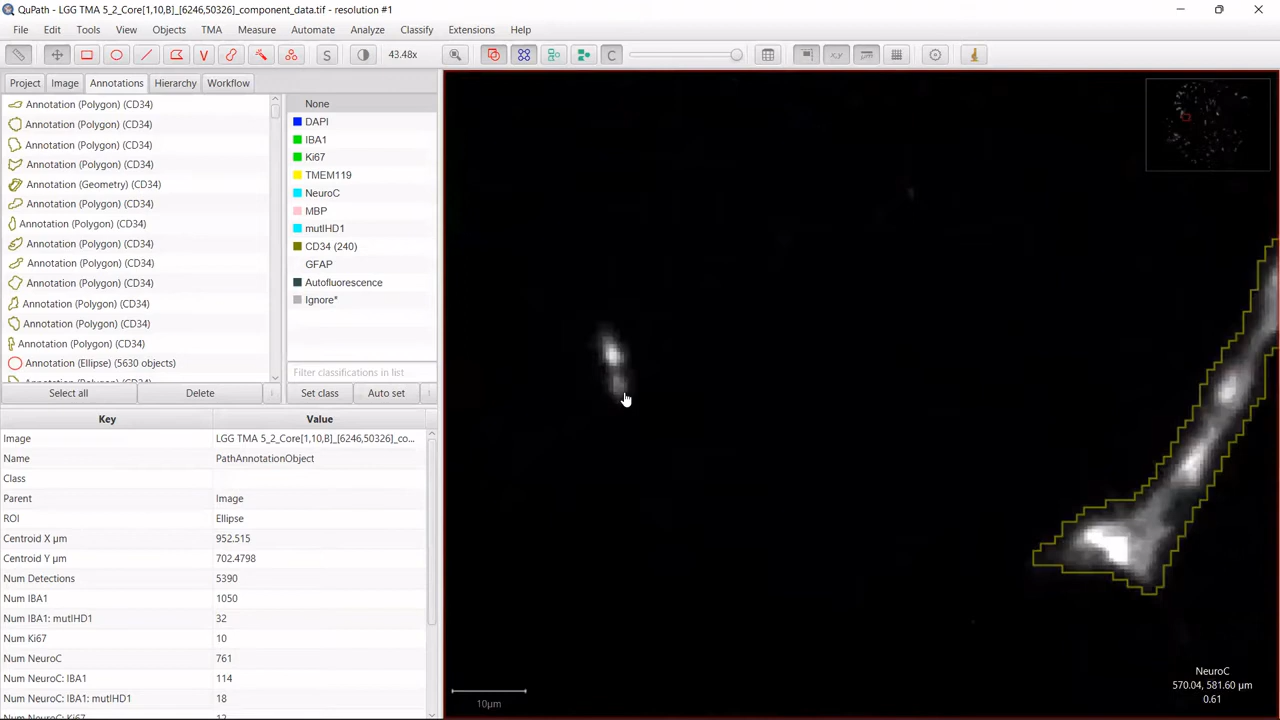 QuPath - LGG TMA 5_2_Core[1,10,B]_[6246,50326]_component_data.tif - resolution #1
File Edit Tools View Objects TMA Measure Automate Analyze Classify Extensions Help
V S 43.48x C
Project Image Annotations Hierarchy Workflow
Annotation (Polygon) (CD34)
Annotation (Polygon) (CD34)
Annotation (Polygon) (CD34)
Annotation (Polygon) (CD34)
Annotation (Geometry) (CD34)
Annotation (Polygon) (CD34)
Annotation (Polygon) (CD34)
Annotation (Polygon) (CD34)
Annotation (Polygon) (CD34)
Annotation (Polygon) (CD34)
Annotation (Polygon) (CD34)
Annotation (Polygon) (CD34)
Annotation (Polygon) (CD34)
Annotation (Ellipse) (5630 objects)
Annotation (Polygon) (CD34)
None
DAPI
IBA1
Ki67
TMEM119
NeuroC
MBP
mutIHD1
CD34 (240)
GFAP
Autofluorescence
Ignore*
Filter classifications in list
Select all Delete Set class Auto set
Key Value
Image LGG TMA 5_2_Core[1,10,B]_[6246,50326]_co...
Name PathAnnotationObject
Class
Parent Image
ROI Ellipse
Centroid X µm 952.515
Centroid Y µm 702.4798
Num Detections 5390
Num IBA1 1050
Num IBA1: mutIHD1 32
Num Ki67 10
Num NeuroC 761
Num NeuroC: IBA1 114
Num NeuroC: IBA1: mutIHD1 18
Num NeuroC: Ki67 12
10µm
NeuroC
570.04, 581.60 µm
0.61